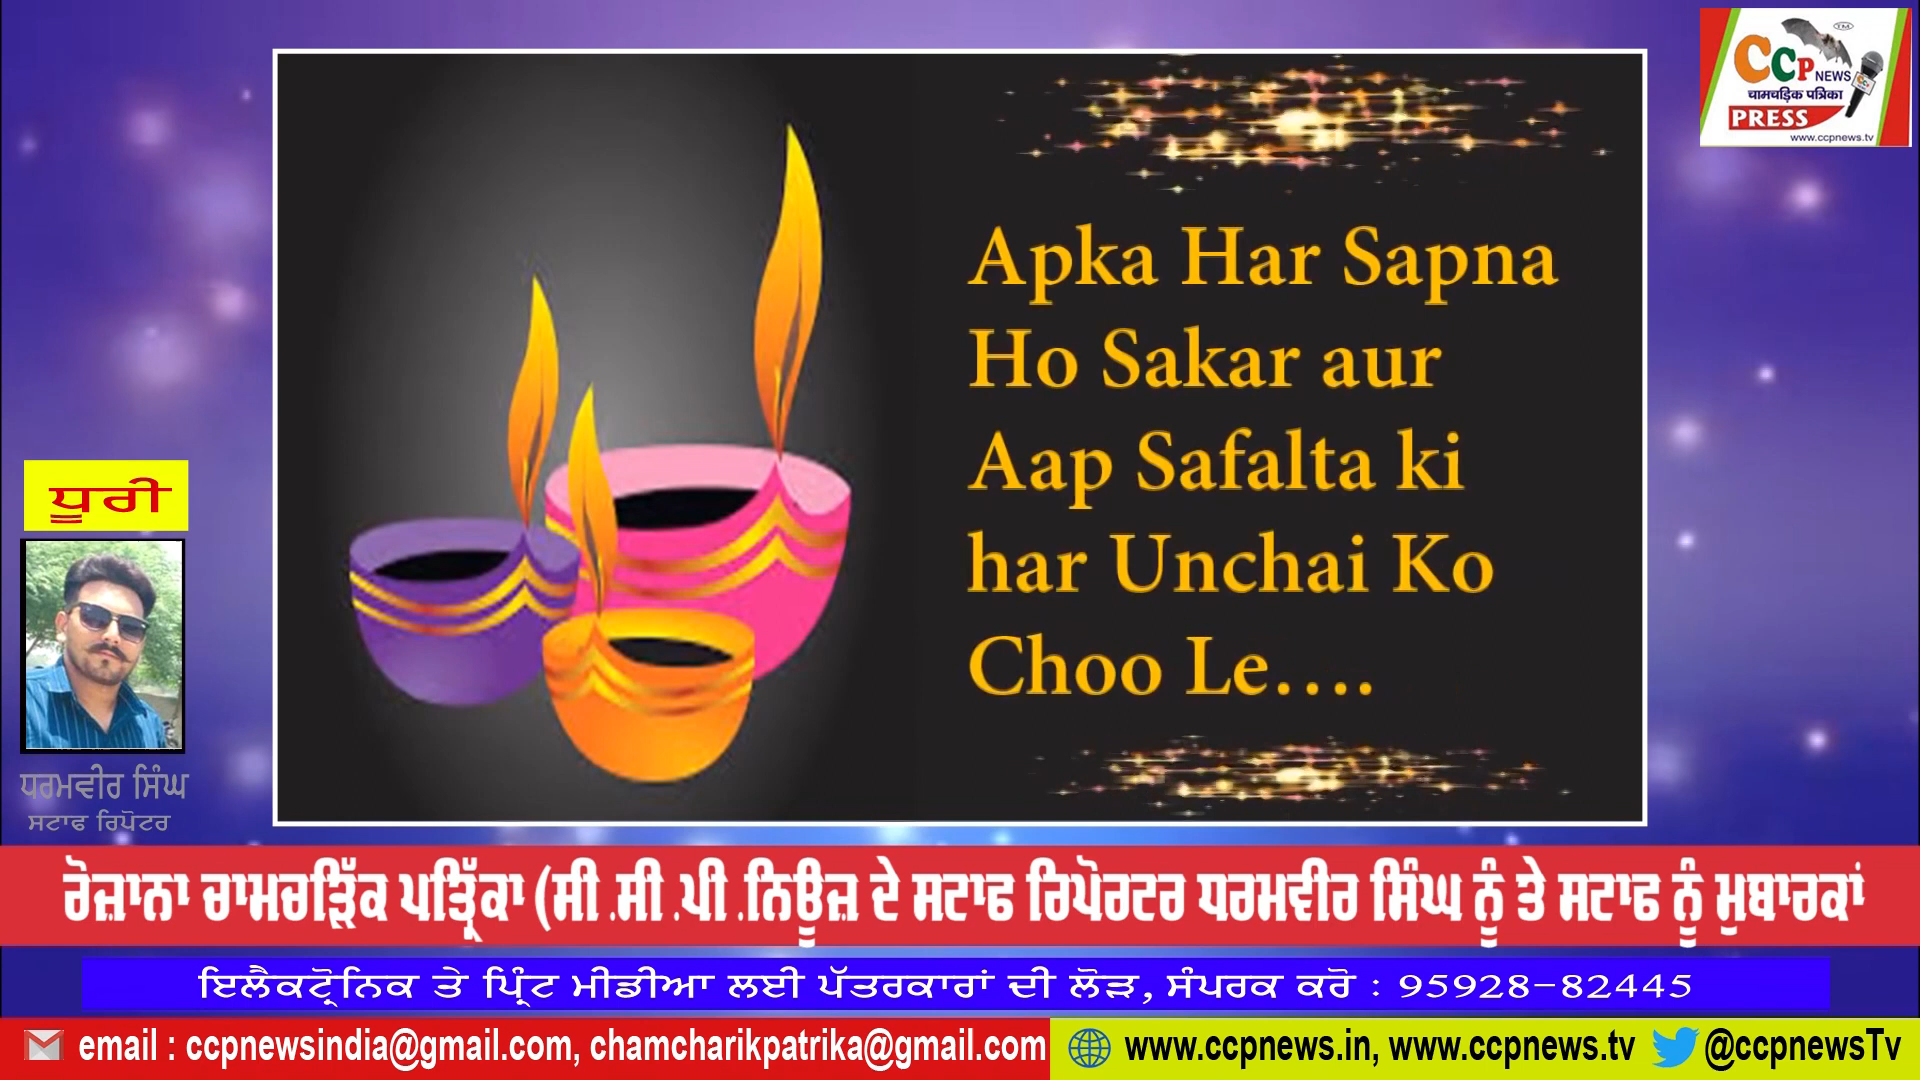 CCP NEWS
TM
चामचड़िक पत्रिका
PRESS
www.ccpnews.tv
Apka Har Sapna
Ho Sakar aur
Aap Safalta ki
har Unchai Ko
Choo Le....
ਧੂਰੀ
ਧਰਮਵੀਰ ਸਿੰਘ
ਸਟਾਫ ਰਿਪੋਟਰ
ਰੋਜ਼ਾਨਾ ਚਾਮਚੜ੍ਹਿੱਕ ਪਤ੍ਰਿੱਕਾ (ਸੀ.ਸੀ.ਪੀ.ਨਿਊਜ਼ ਦੇ ਸਟਾਫ ਰਿਪੋਰਟਰ ਧਰਮਵੀਰ ਸਿੰਘ ਨੂੰ ਤੇ ਸਟਾਫ ਨੂੰ ਮੁਬਾਰਕਾਂ
ਇਲੈਕਟ੍ਰੋਨਿਕ ਤੇ ਪ੍ਰਿੰਟ ਮੀਡੀਆ ਲਈ ਪੱਤਰਕਾਰਾਂ ਦੀ ਲੋੜ, ਸੰਪਰਕ ਕਰੋ : 95928-82445
email : ccpnewsindia@gmail.com, chamcharikpatrika@gmail.com www.ccpnews.in, www.ccpnews.tv @ccpnewsTv